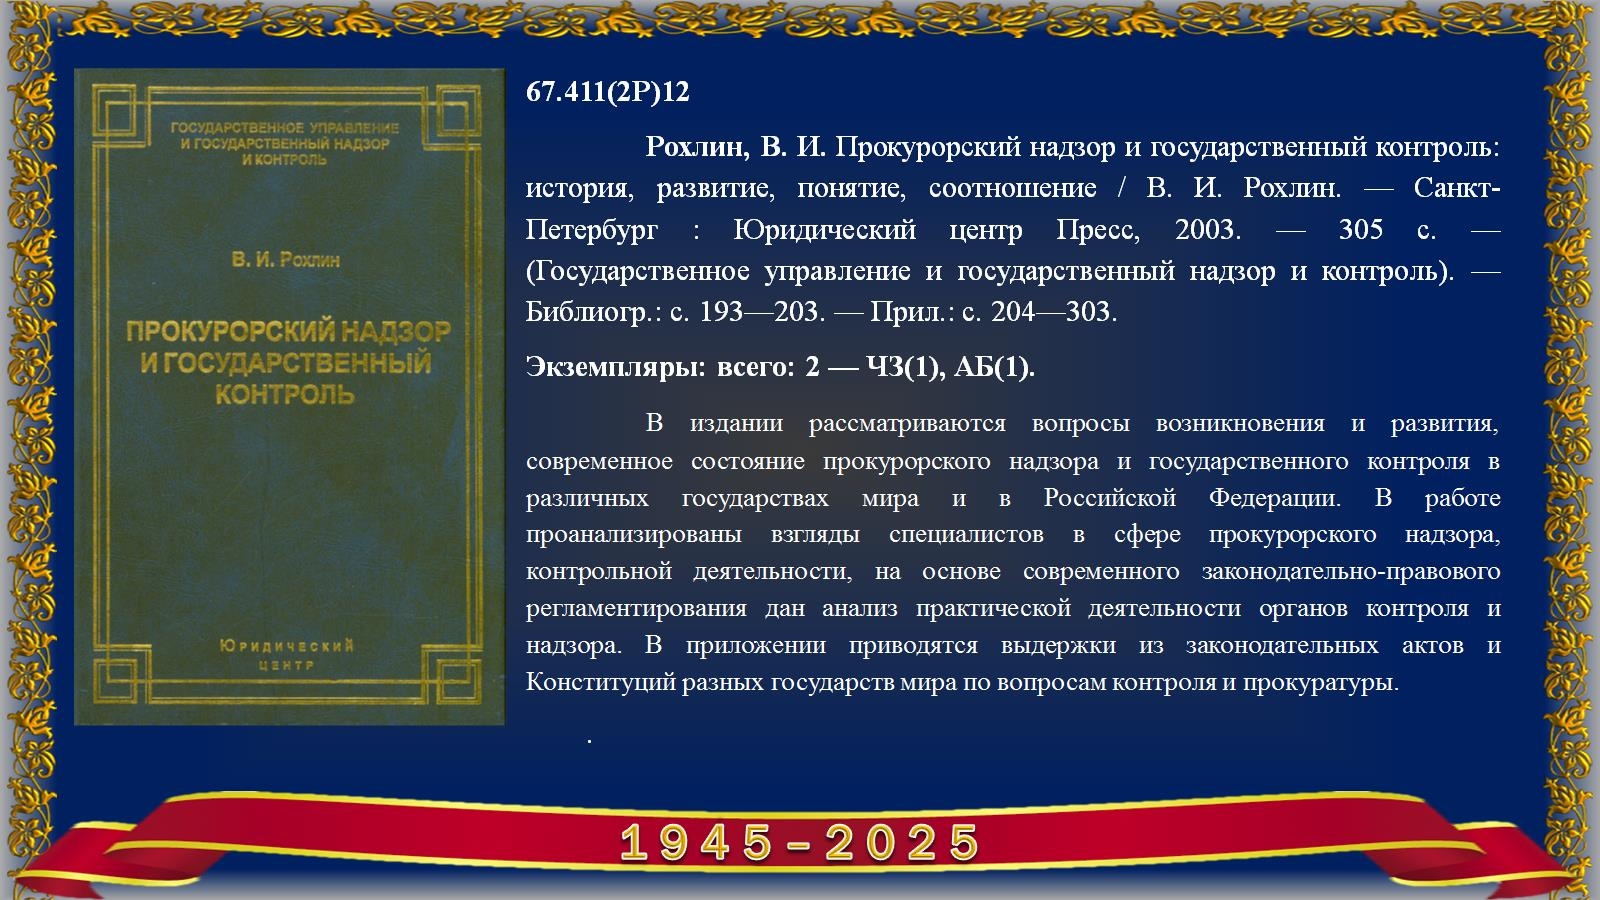 ГОСУДАРСТВЕННОЕ УПРАВЛЕНИЕ
И ГОСУДАРСТВЕННЫЙ НАДЗОР
И КОНТРОЛЬ
В. И. Рохлин
ПРОКУРОРСКИЙ НАДЗОР
И ГОСУДАРСТВЕННЫЙ
КОНТРОЛЬ
ЮРИДИЧЕСКИЙ
ЦЕНТР
67.411(2Р)12
Рохлин, В. И. Прокурорский надзор и государственный контроль:
история, развитие, понятие, соотношение / В. И. Рохлин. — Санкт-
Петербург : Юридический центр Пресс, 2003. — 305 с. —
(Государственное управление и государственный надзор и контроль). —
Библиогр.: с. 193—203. — Прил.: с. 204—303.
Экземпляры: всего: 2 — ЧЗ(1), АБ(1).
В издании рассматриваются вопросы возникновения и развития,
современное состояние прокурорского надзора и государственного контроля в
различных государствах мира и в Российской Федерации. В работе
проанализированы взгляды специалистов в сфере прокурорского надзора,
контрольной деятельности, на основе современного законодательно-правового
регламентирования дан анализ практической деятельности органов контроля и
надзора. В приложении приводятся выдержки из законодательных актов и
Конституций разных государств мира по вопросам контроля и прокуратуры.
.
1945–2025